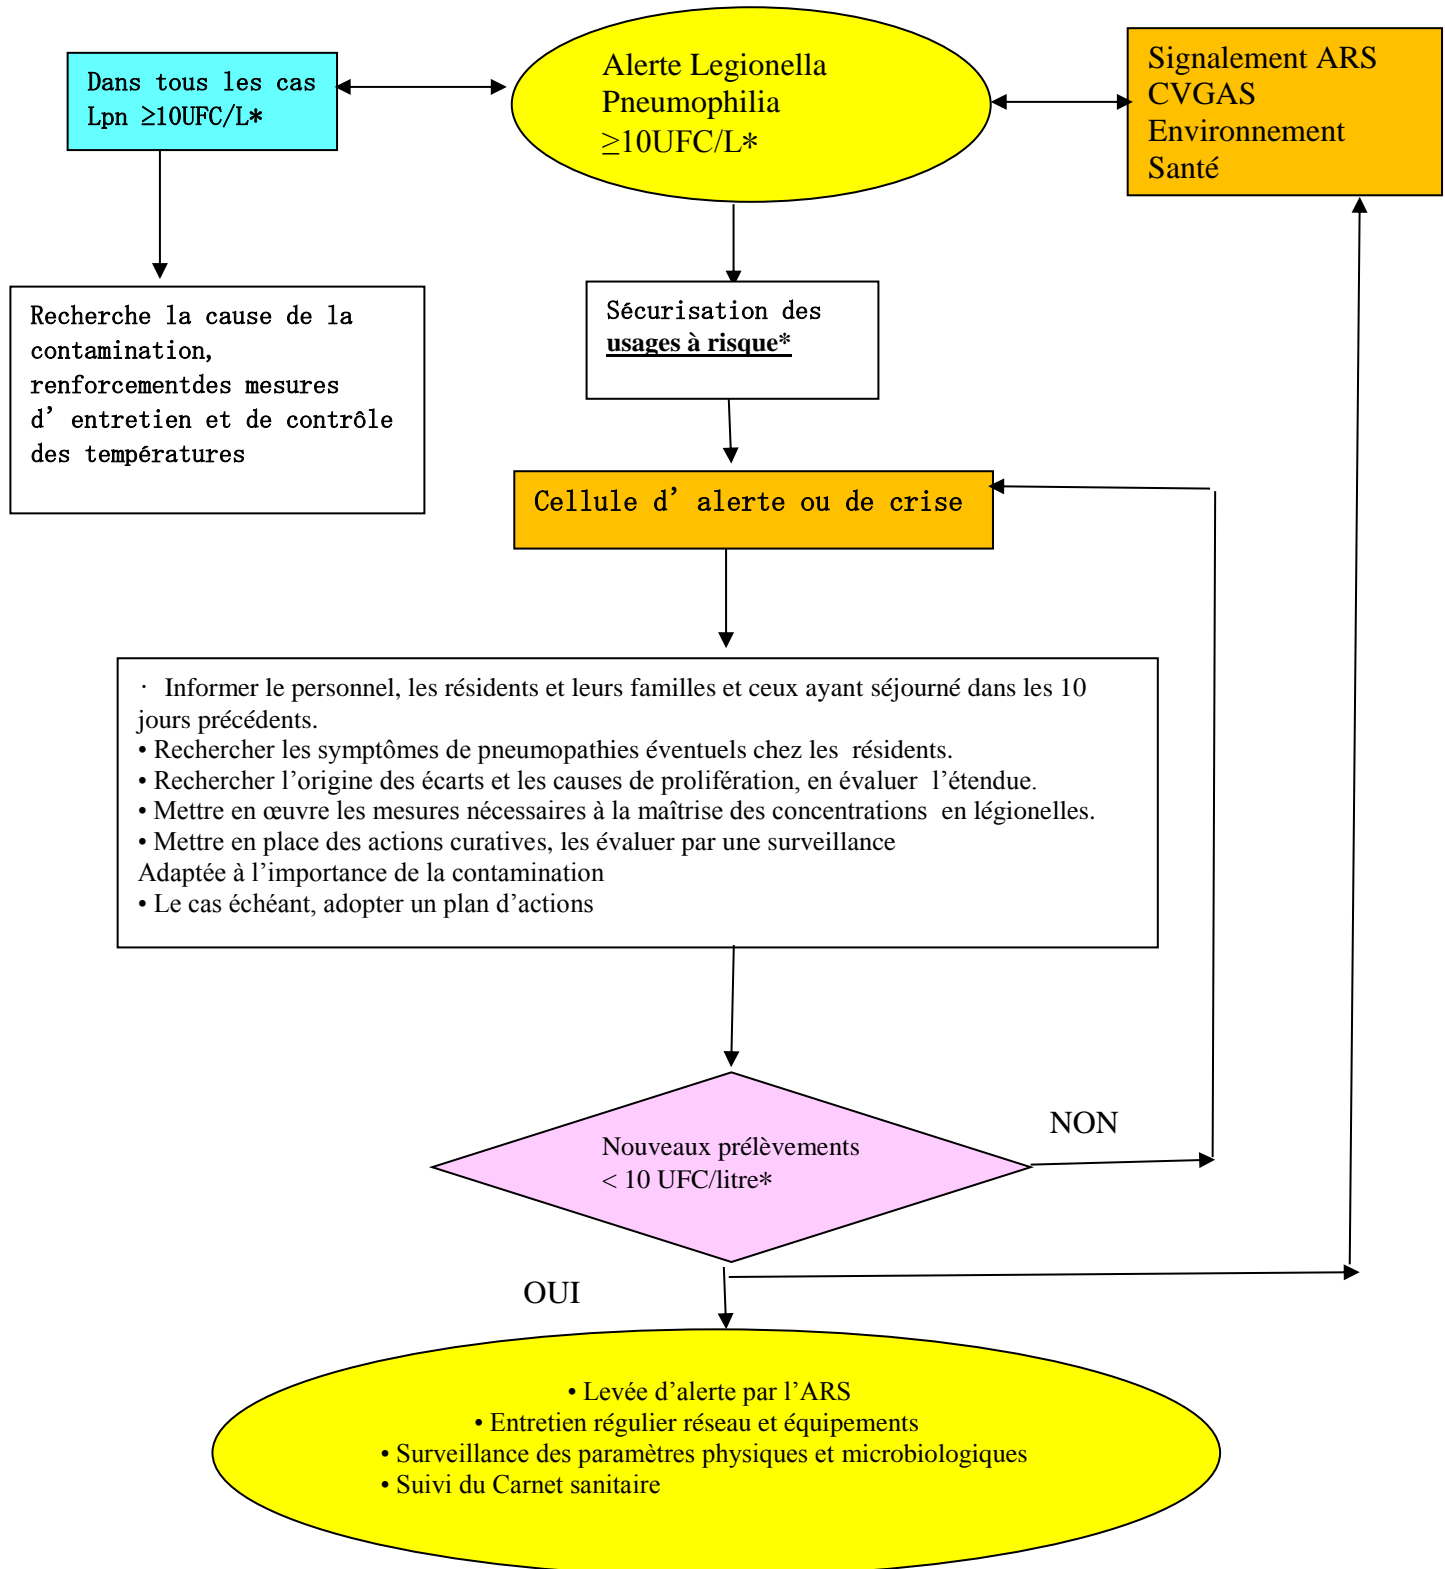 Dans tous les cas
Lpn ≥10UFC/L*
Alerte Legionella
Pneumophilia
≥10UFC/L*
Signalement ARS
CVGAS
Environnement
Santé
Recherche la cause de la
contamination,
renforcementdes mesures
d’ entretien et de contrôle
des températures
Sécurisation des
usages à risque*
Cellule d’ alerte ou de crise
· Informer le personnel, les résidents et leurs familles et ceux ayant séjourné dans les 10
jours précédents.
• Rechercher les symptômes de pneumopathies éventuels chez les résidents.
• Rechercher l’origine des écarts et les causes de prolifération, en évaluer l’étendue.
• Mettre en œuvre les mesures nécessaires à la maîtrise des concentrations en légionelles.
• Mettre en place des actions curatives, les évaluer par une surveillance
Adaptée à l’importance de la contamination
• Le cas échéant, adopter un plan d’actions
Nouveaux prélèvements
< 10 UFC/litre*
NON
OUI
• Levée d’alerte par l’ARS
• Entretien régulier réseau et équipements
• Surveillance des paramètres physiques et microbiologiques
• Suivi du Carnet sanitaire